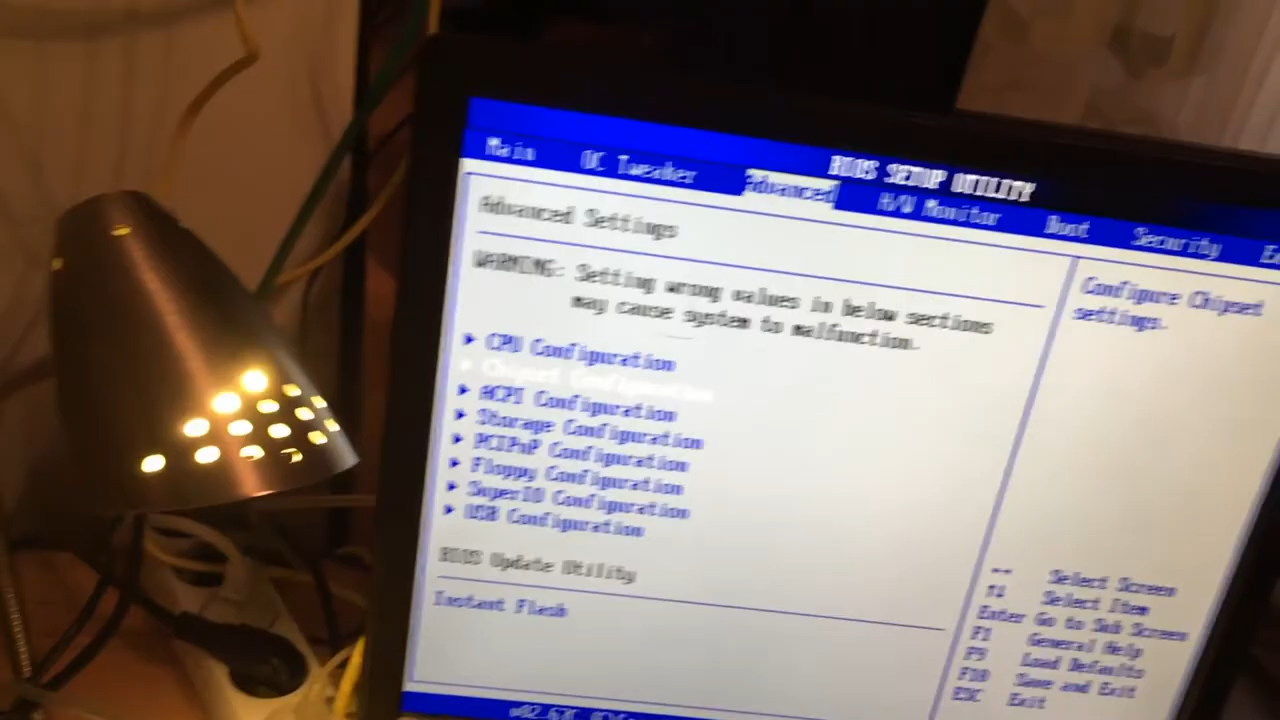 BIOS SETUP UTILITY
Main OC Tweaker Advanced H/W Monitor Boot Security
Advanced Settings
WARNING: Setting wrong values in below sections
may cause system to malfunction.
CPU Configuration
Chipset Configuration
ACPI Configuration
Storage Configuration
PCIPnP Configuration
Floppy Configuration
SuperIO Configuration
USB Configuration
BIOS Update Utility
Instant Flash
Configure Chipset
settings.
↔ Select Screen
↑↓ Select Item
Enter Go to Sub Screen
F1 General Help
F9 Load Defaults
F10 Save and Exit
ESC Exit